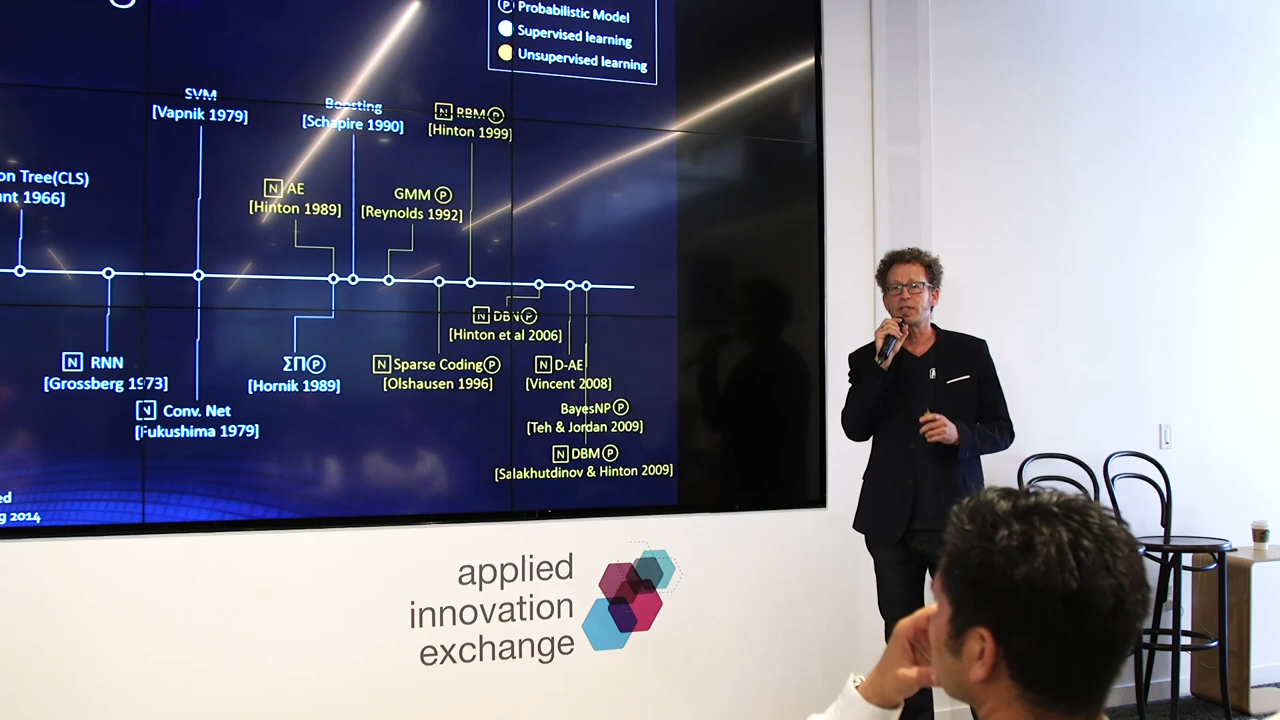 Ⓟ Probabilistic Model
Supervised learning
Unsupervised learning
SVM
[Vapnik 1979]
Boosting
[Schapire 1990]
N RBM Ⓟ
[Hinton 1999]
on Tree(CLS)
unt 1966]
N AE
[Hinton 1989]
GMM Ⓟ
[Reynolds 1992]
N DBN Ⓟ
[Hinton et al 2006]
N RNN
[Grossberg 1973]
ΣΠ Ⓟ
[Hornik 1989]
N Sparse Coding Ⓟ
[Olshausen 1996]
N D-AE
[Vincent 2008]
N Conv. Net
[Fukushima 1979]
BayesNP Ⓟ
[Teh & Jordan 2009]
N DBM Ⓟ
[Salakhutdinov & Hinton 2009]
ed
g 2014
applied
innovation
exchange